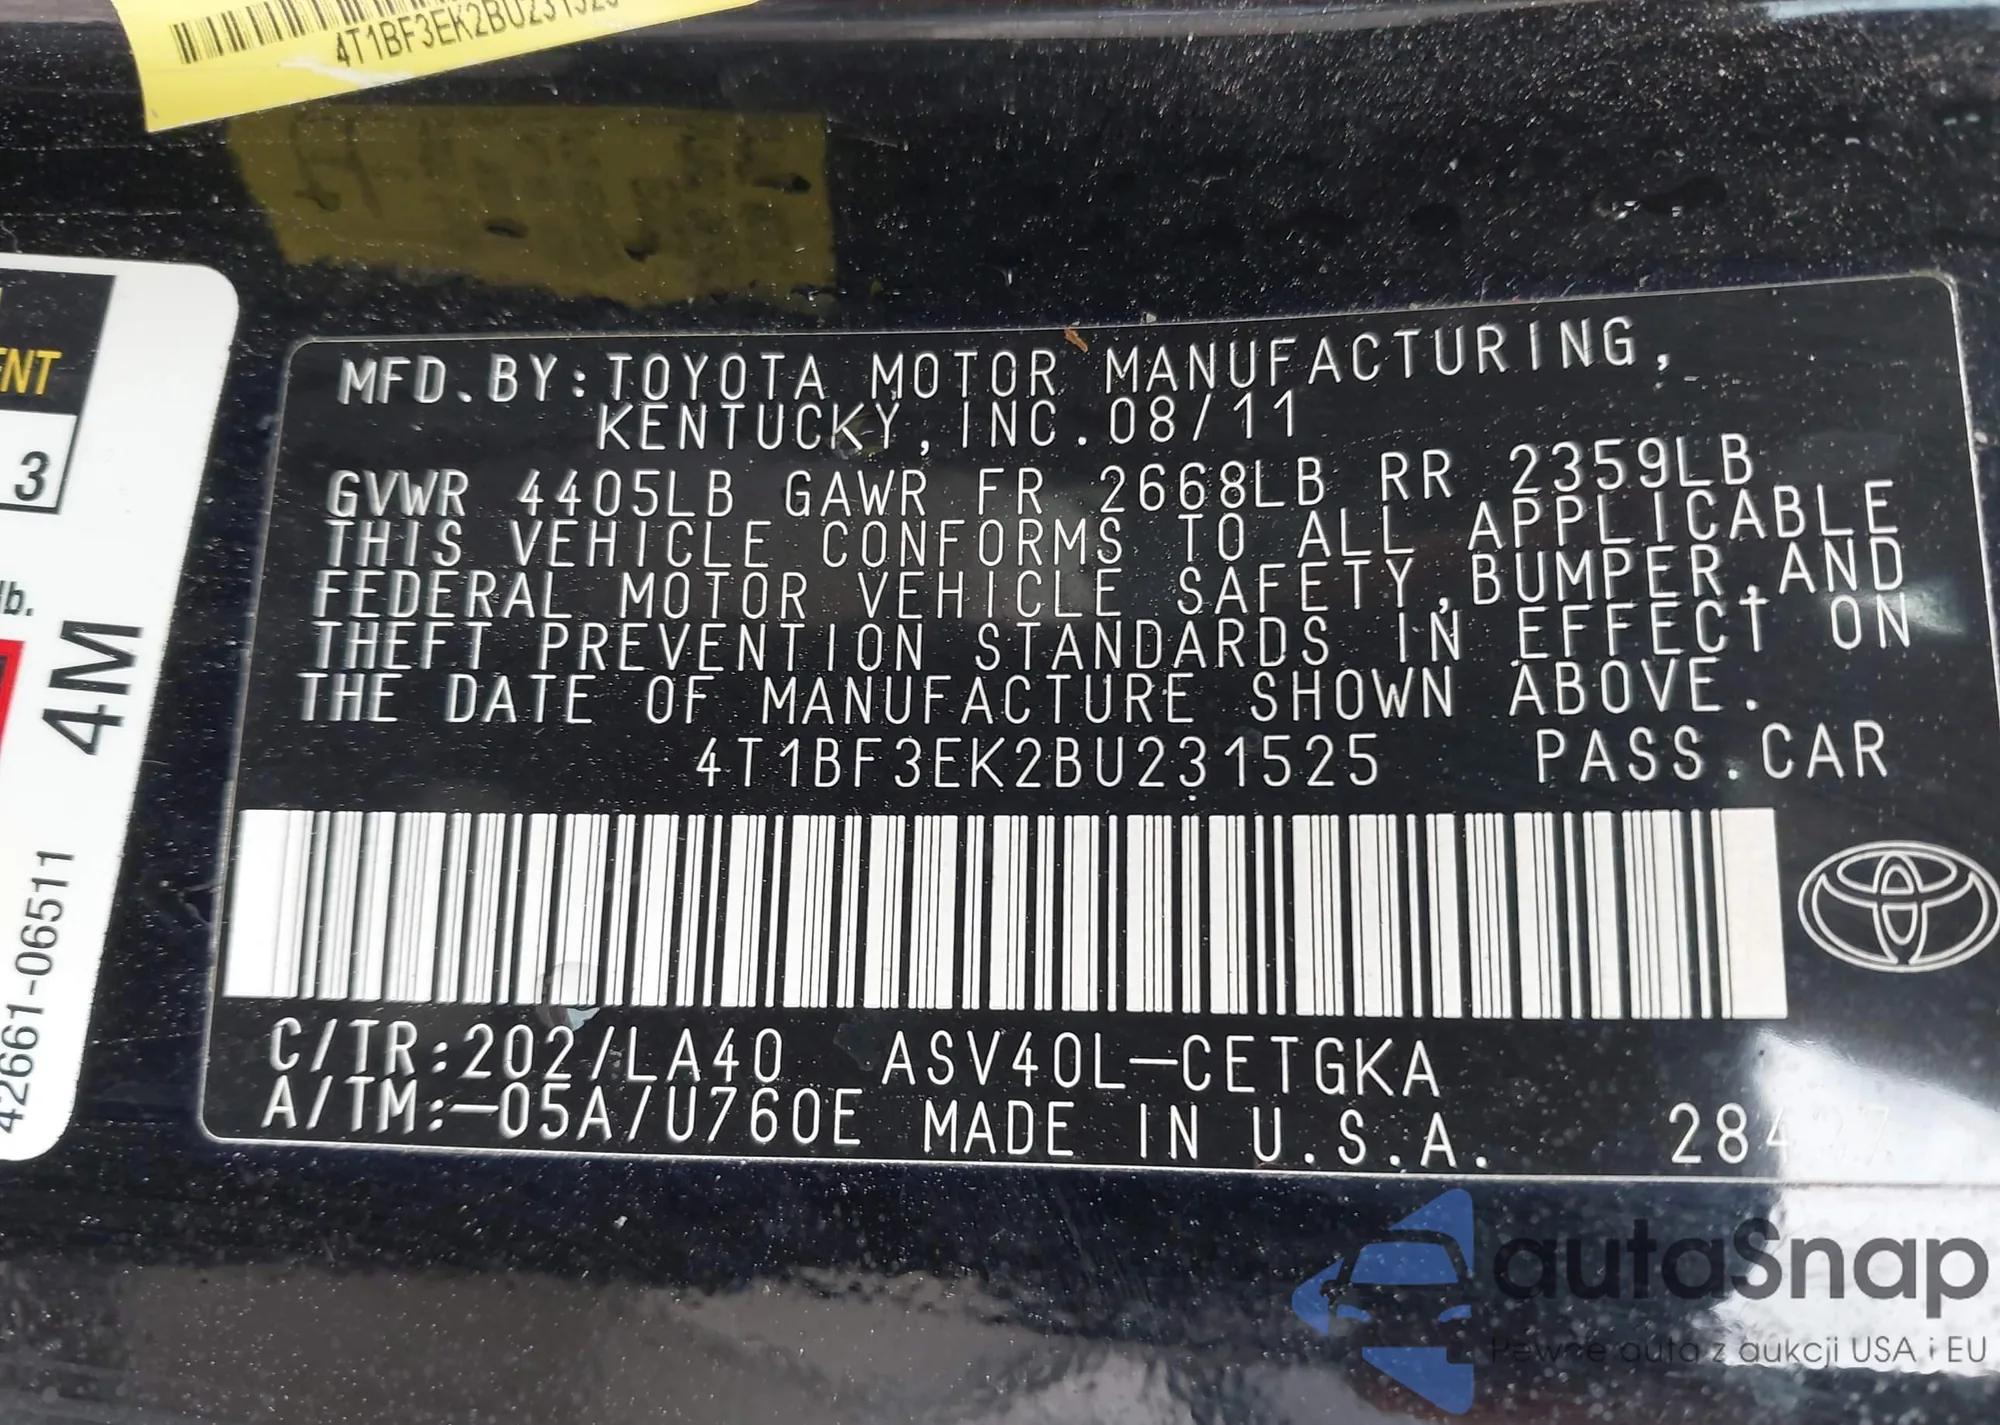 4T1BF3EK2BU231525
ENT
3
lb.
4M
42661-06511
MFD.BY:TOYOTA MOTOR MANUFACTURING,
KENTUCKY,INC.08/11
GVWR 4405LB GAWR FR 2668LB RR 2359LB
THIS VEHICLE CONFORMS TO ALL APPLICABLE
FEDERAL MOTOR VEHICLE SAFETY,BUMPER,AND
THEFT PREVENTION STANDARDS IN EFFECT ON
THE DATE OF MANUFACTURE SHOWN ABOVE.
4T1BF3EK2BU231525 PASS.CAR
C/TR:202/LA40 ASV40L-CETGKA
A/TM:-05A/U760E MADE IN U.S.A.
autaSnap
Pewne auta z aukcji USA i EU